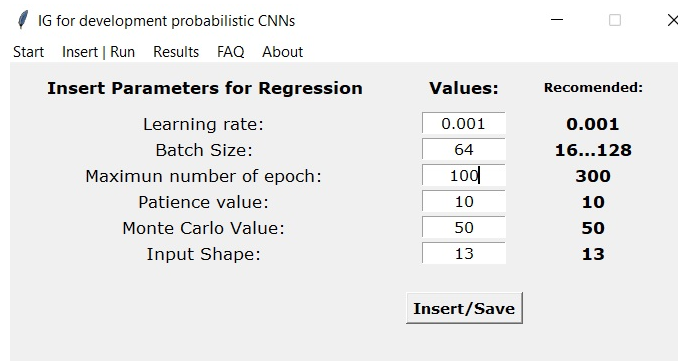 IG for development probabilistic CNNs
Start Insert | Run Results FAQ About
Insert Parameters for Regression Values: Recomended:
Learning rate: 0.001 0.001
Batch Size: 64 16...128
Maximun number of epoch: 100 300
Patience value: 10 10
Monte Carlo Value: 50 50
Input Shape: 13 13
Insert/Save